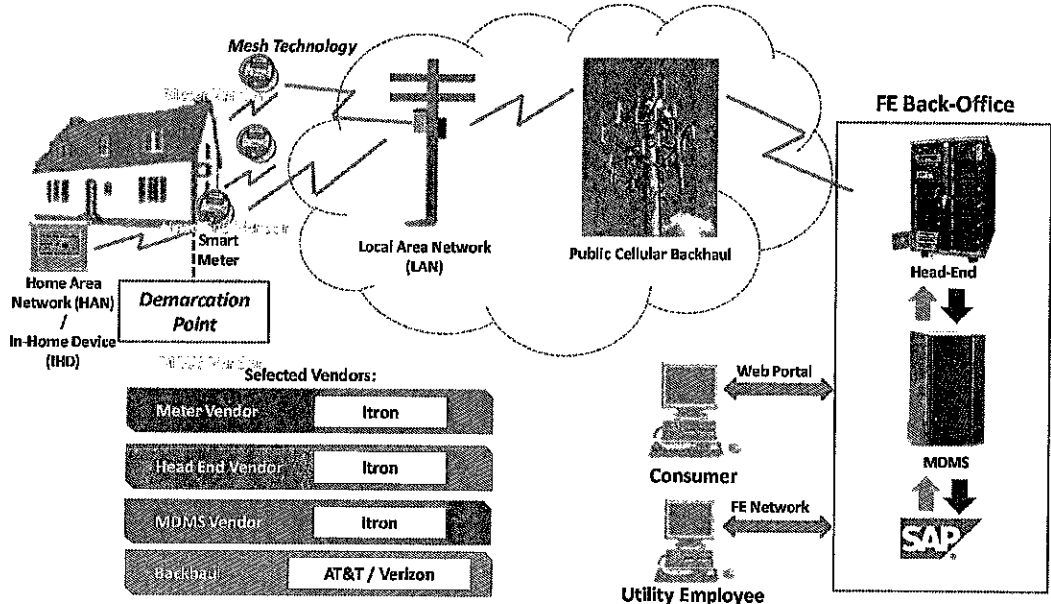 Mesh Technology
FE Back-Office
Smart
Meter
Local Area Network
(LAN)
Public Cellular Backhaul
Head-End
Home Area
Network (HAN)
/
In-Home Device
(IHD)
Demarcation
Point
Selected Vendors:
Meter Vendor
Itron
Head End Vendor
Itron
MDMS Vendor
Itron
Backhaul
AT&T / Verizon
Web Portal
Consumer
FE Network
Utility Employee
MDMS
SAP